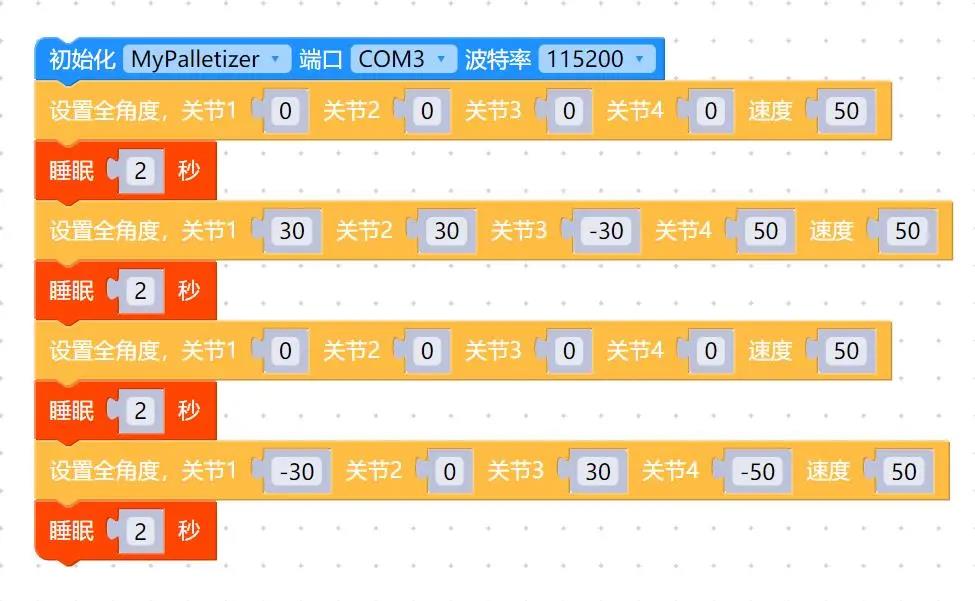 初始化 MyPalletizer 端口 COM3 波特率 115200
设置全角度，关节1 0 关节2 0 关节3 0 关节4 0 速度 50
睡眠 2 秒
设置全角度，关节1 30 关节2 30 关节3 -30 关节4 50 速度 50
睡眠 2 秒
设置全角度，关节1 0 关节2 0 关节3 0 关节4 0 速度 50
睡眠 2 秒
设置全角度，关节1 -30 关节2 0 关节3 30 关节4 -50 速度 50
睡眠 2 秒